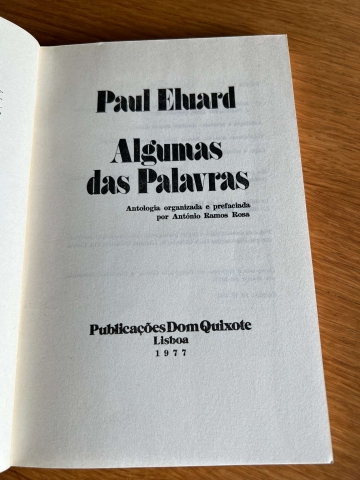 Paul Eluard
Algumas
das Palavras
Antologia organizada e prefaciada
por António Ramos Rosa
Publicações Dom Quixote
Lisboa
1977